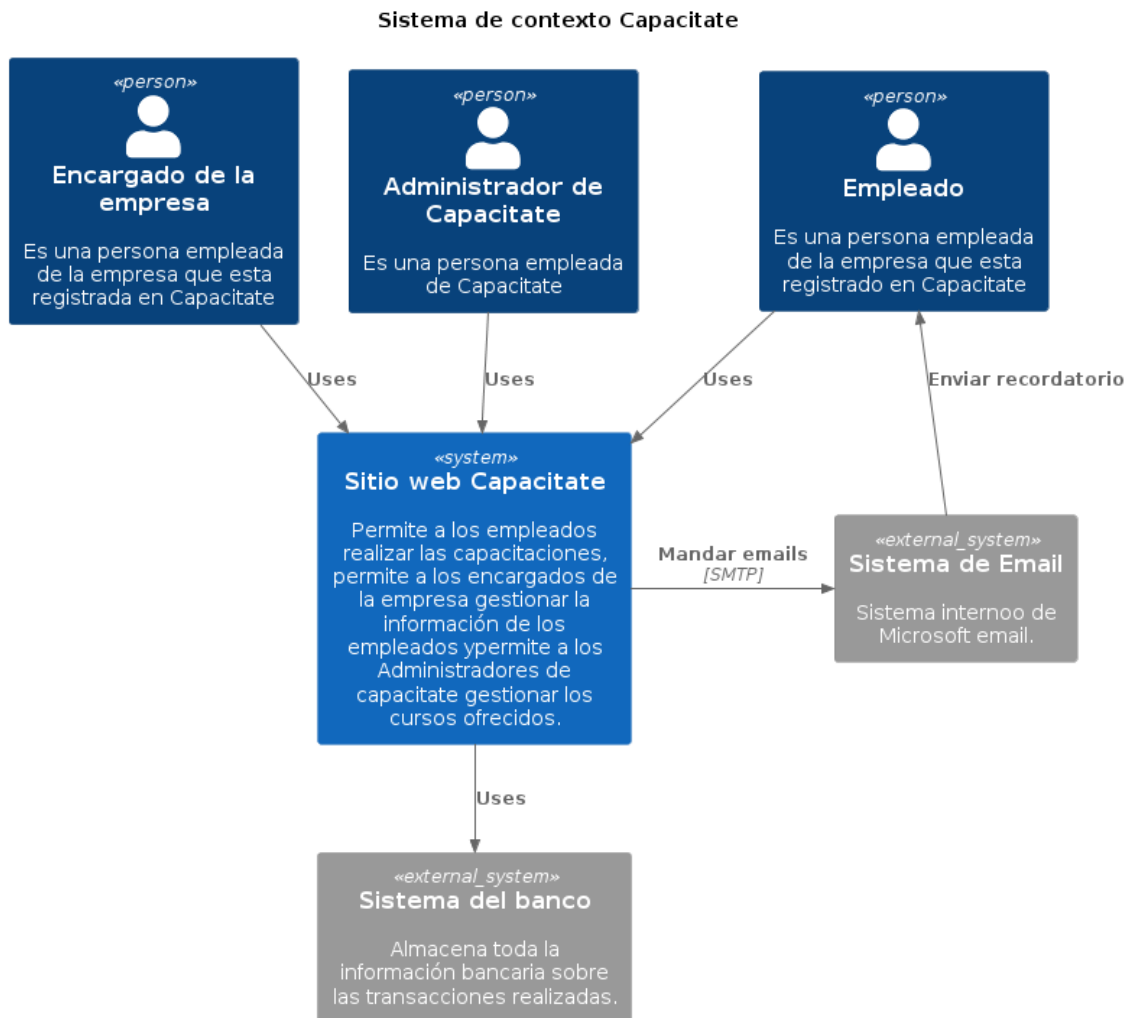 Sistema de contexto Capacitate
«person»
Encargado de la
empresa
Es una persona empleada
de la empresa que esta
registrada en Capacitate
«person»
Administrador de
Capacitate
Es una persona empleada
de Capacitate
«person»
Empleado
Es una persona empleada
de la empresa que esta
registrado en Capacitate
Uses
Uses
Uses
Enviar recordatorio
«system»
Sitio web Capacitate
Permite a los empleados
realizar las capacitaciones,
permite a los encargados de
la empresa gestionar la
información de los
empleados ypermite a los
Administradores de
capacitate gestionar los
cursos ofrecidos.
Mandar emails
[SMTP]
«external_system»
Sistema de Email
Sistema internoo de
Microsoft email.
Uses
«external_system»
Sistema del banco
Almacena toda la
información bancaria sobre
las transacciones realizadas.